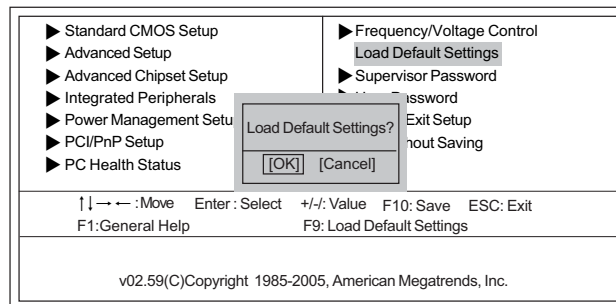 ▶ Standard CMOS Setup
▶ Advanced Setup
▶ Advanced Chipset Setup
▶ Integrated Peripherals
▶ Power Management Setu
▶ PCI/PnP Setup
▶ PC Health Status
▶ Frequency/Voltage Control
Load Default Settings
▶ Supervisor Password
Password
Exit Setup
hout Saving
Load Default Settings?
[OK] [Cancel]
↑↓→← :Move Enter : Select +/-/: Value F10: Save ESC: Exit
F1:General Help F9: Load Default Settings
v02.59(C)Copyright 1985-2005, American Megatrends, Inc.